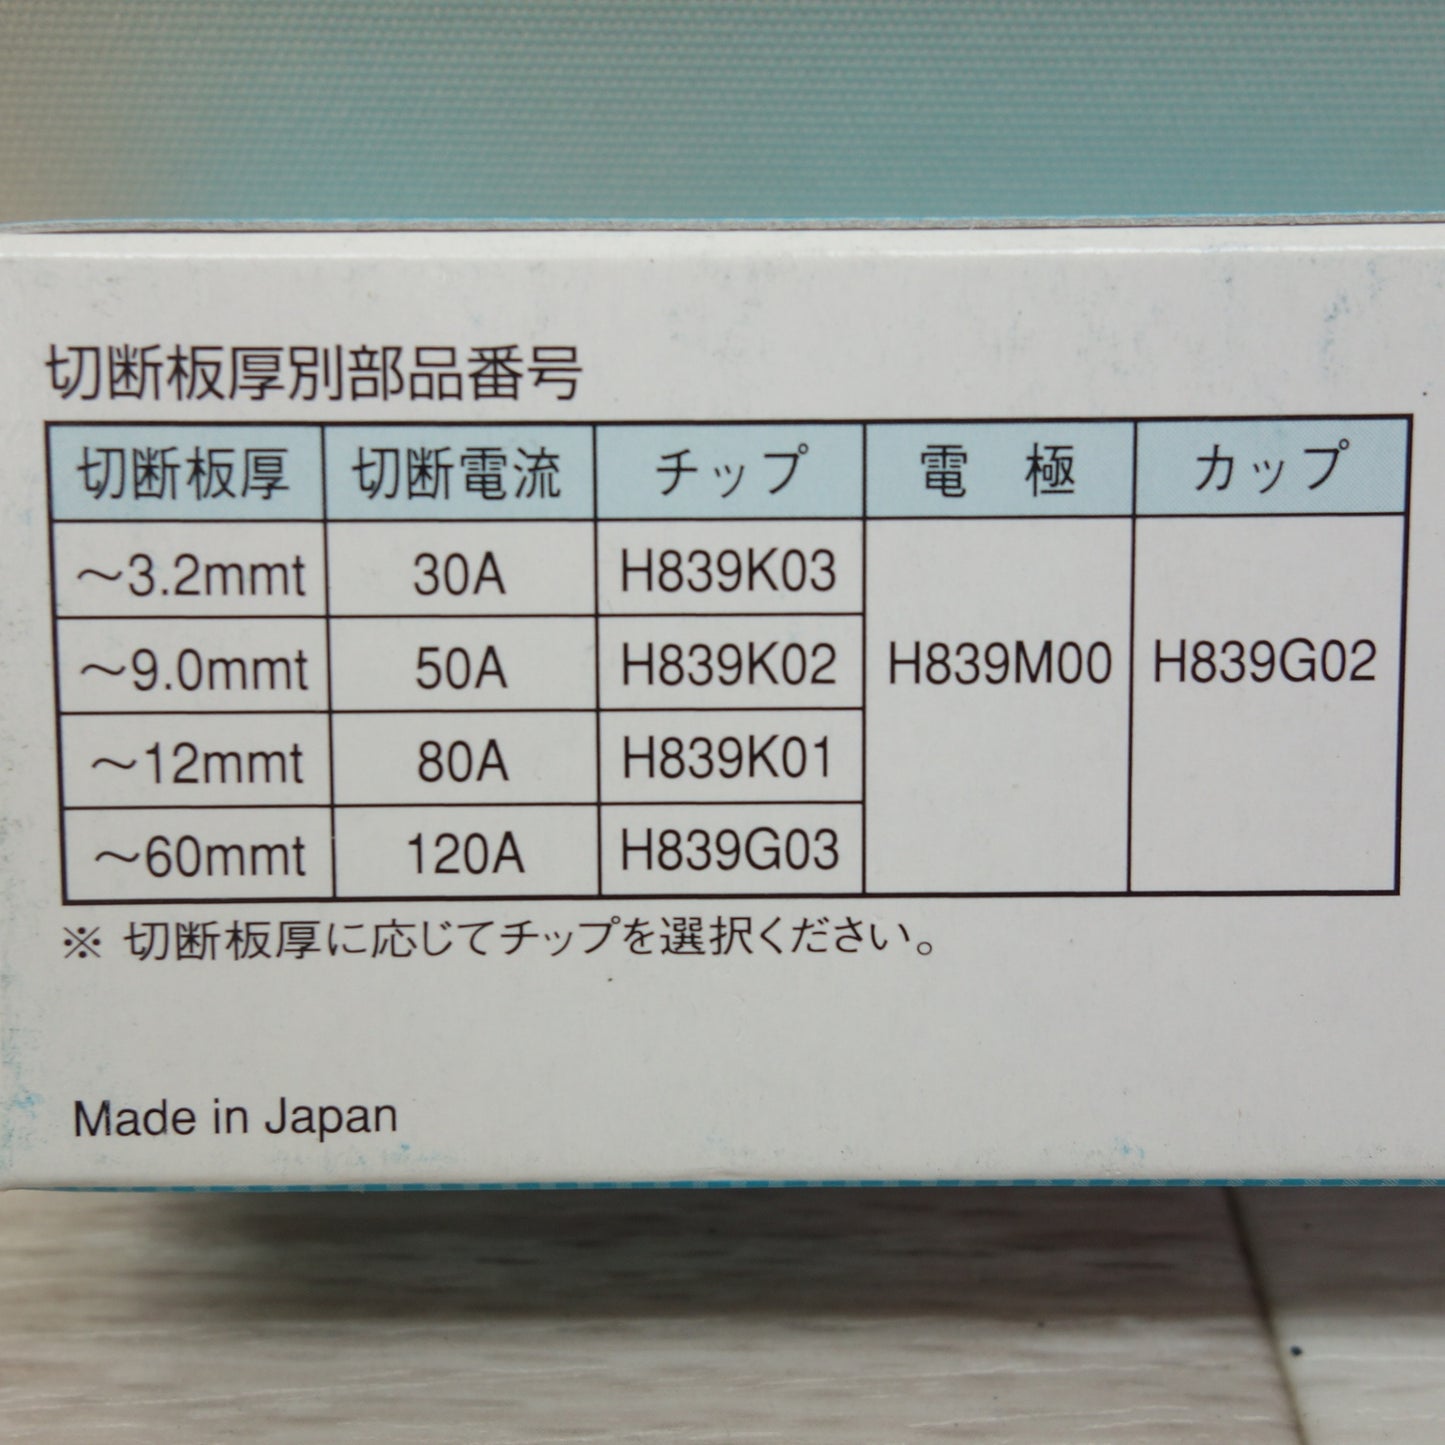 切断板厚別部品番号
切断板厚 切断電流 チップ 電 極 カップ
～3.2mmt 30A H839K03
～9.0mmt 50A H839K02 H839M00 H839G02
～12mmt 80A H839K01
～60mmt 120A H839G03
※ 切断板厚に応じてチップを選択ください。
Made in Japan